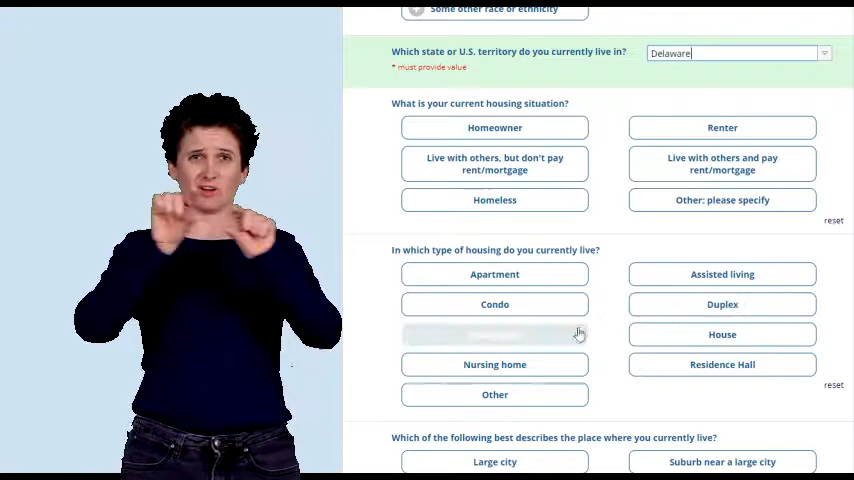 Some other race or ethnicity
Which state or U.S. territory do you currently live in?
Delaware
* must provide value
What is your current housing situation?
Homeowner
Renter
Live with others, but don't pay
rent/mortgage
Live with others and pay
rent/mortgage
Homeless
Other: please specify
reset
In which type of housing do you currently live?
Apartment
Assisted living
Condo
Duplex
House
Nursing home
Residence Hall
Other
reset
Which of the following best describes the place where you currently live?
Large city
Suburb near a large city